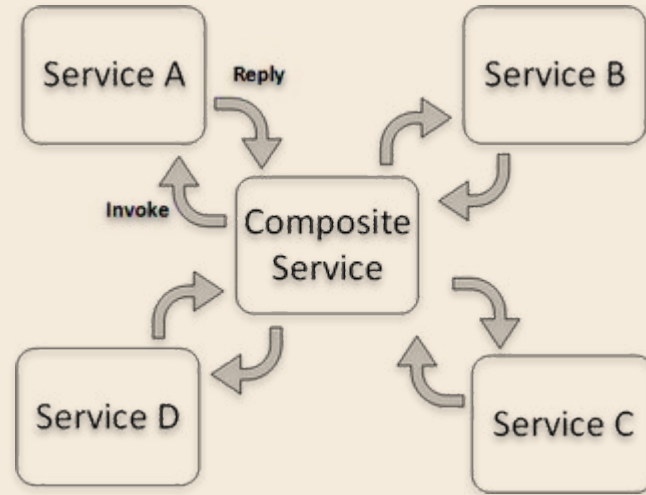 Service A
Reply
Service B
Invoke
Composite
Service
Service D
Service C